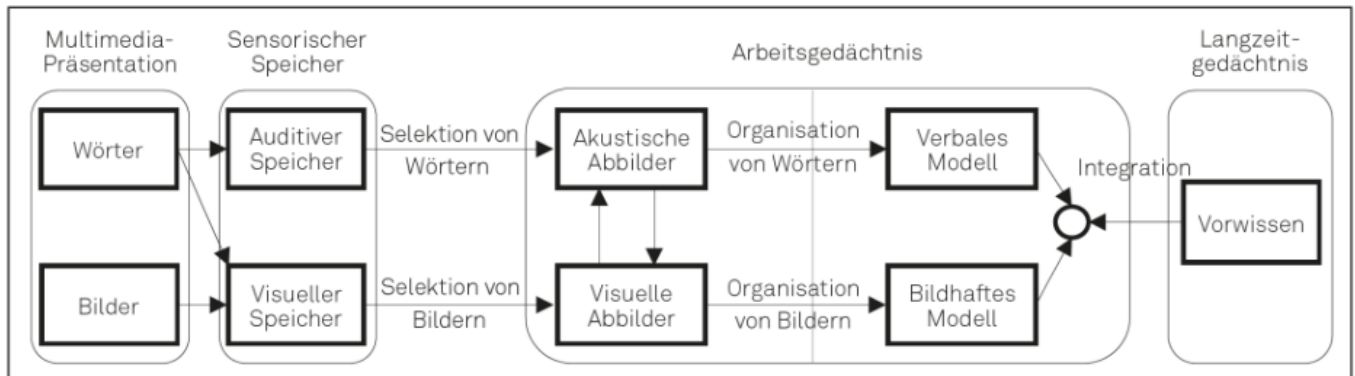 Multimedia-
Präsentation
Sensorischer
Speicher
Arbeitsgedächtnis
Langzeit-
gedächtnis
Wörter
Auditiver
Speicher
Selektion von
Wörtern
Akustische
Abbilder
Organisation
von Wörtern
Verbales
Modell
Integration
Vorwissen
Bilder
Visueller
Speicher
Selektion von
Bildern
Visuelle
Abbilder
Organisation
von Bildern
Bildhaftes
Modell